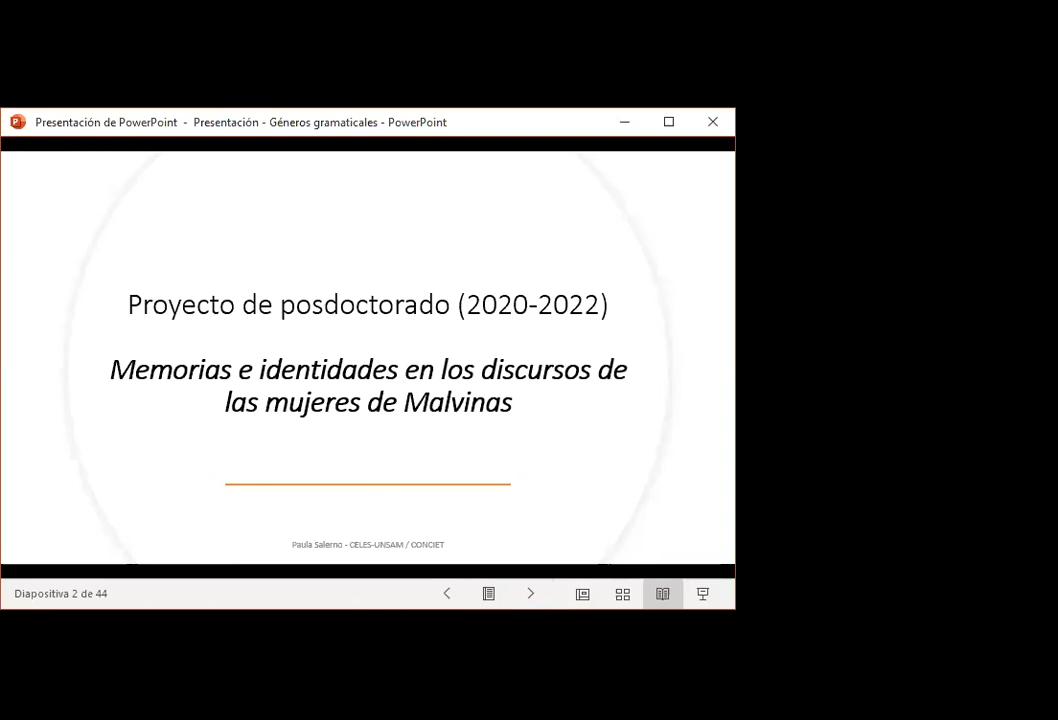 Presentación de PowerPoint - Presentación - Géneros gramaticales - PowerPoint
Proyecto de posdoctorado (2020-2022)
Memorias e identidades en los discursos de
las mujeres de Malvinas
Paula Salerno - CELES-UNSAM / CONCIET
Diapositiva 2 de 44